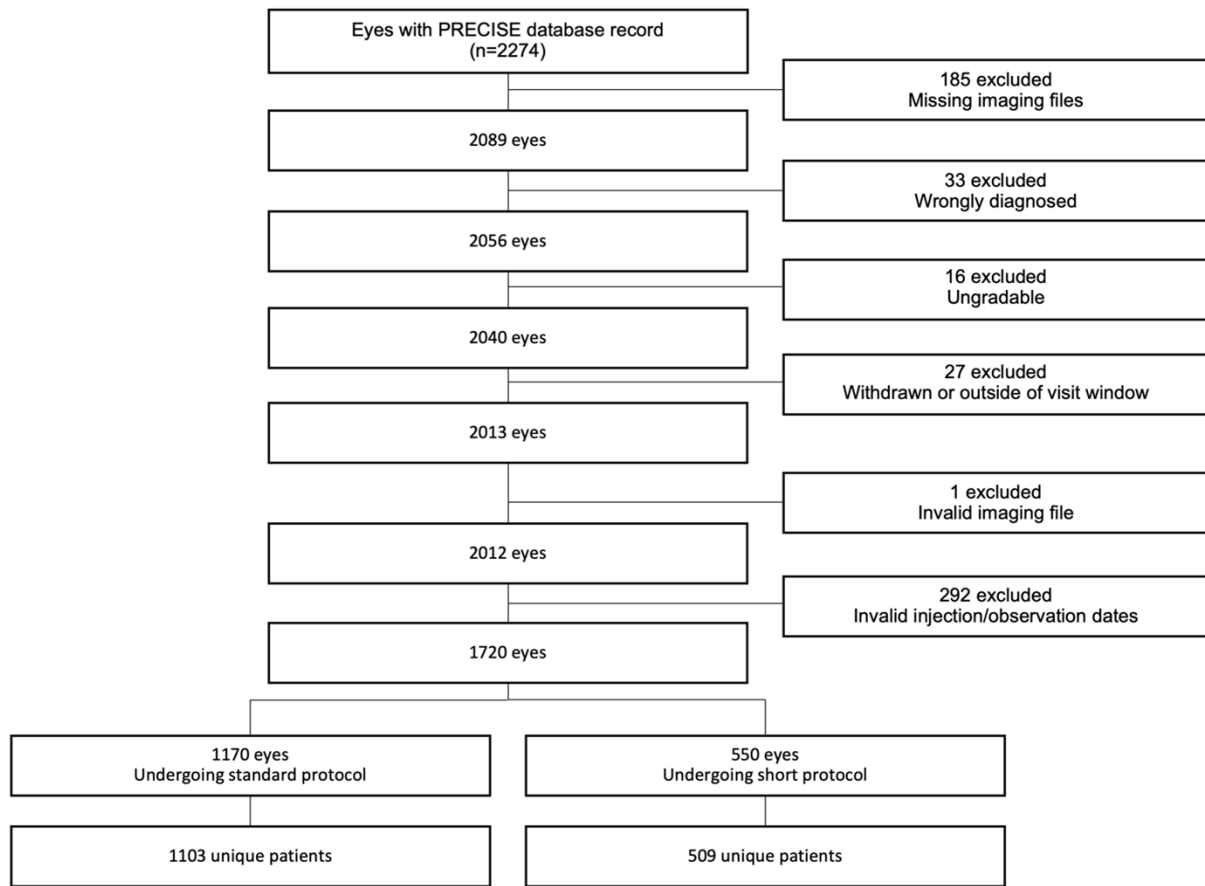 Eyes with PRECISE database record
(n=2274)
185 excluded
Missing imaging files
2089 eyes
33 excluded
Wrongly diagnosed
2056 eyes
16 excluded
Ungradable
2040 eyes
27 excluded
Withdrawn or outside of visit window
2013 eyes
1 excluded
Invalid imaging file
2012 eyes
292 excluded
Invalid injection/observation dates
1720 eyes
1170 eyes
Undergoing standard protocol
550 eyes
Undergoing short protocol
1103 unique patients
509 unique patients